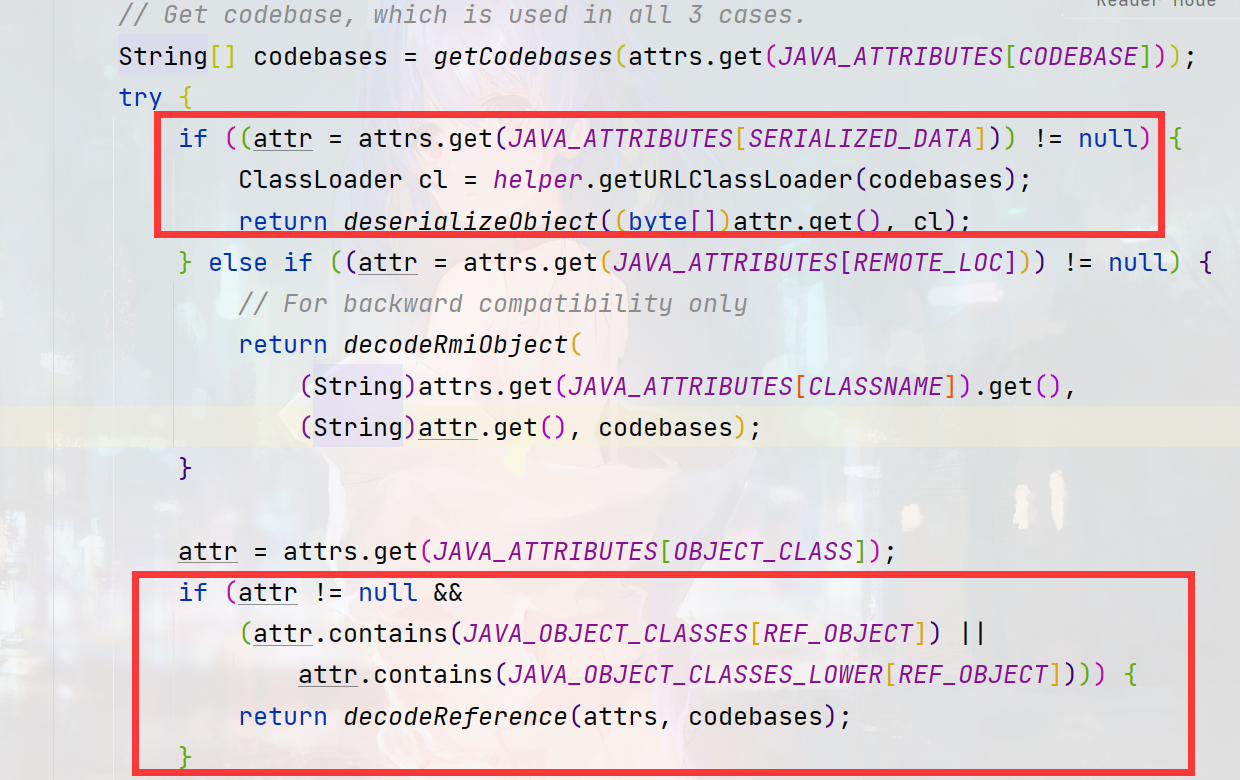 Reader Mode
// Get codebase, which is used in all 3 cases.
String[] codebases = getCodebases(attrs.get(JAVA_ATTRIBUTES[CODEBASE]));
try {
if ((attr = attrs.get(JAVA_ATTRIBUTES[SERIALIZED_DATA])) != null) {
ClassLoader cl = helper.getURLClassLoader(codebases);
return deserializeObject((byte[])attr.get(), cl);
} else if ((attr = attrs.get(JAVA_ATTRIBUTES[REMOTE_LOC])) != null) {
// For backward compatibility only
return decodeRmiObject(
(String)attrs.get(JAVA_ATTRIBUTES[CLASSNAME]).get(),
(String)attr.get(), codebases);
}
attr = attrs.get(JAVA_ATTRIBUTES[OBJECT_CLASS]);
if (attr != null &&
(attr.contains(JAVA_OBJECT_CLASSES[REF_OBJECT]) ||
attr.contains(JAVA_OBJECT_CLASSES_LOWER[REF_OBJECT]))) {
return decodeReference(attrs, codebases);
}